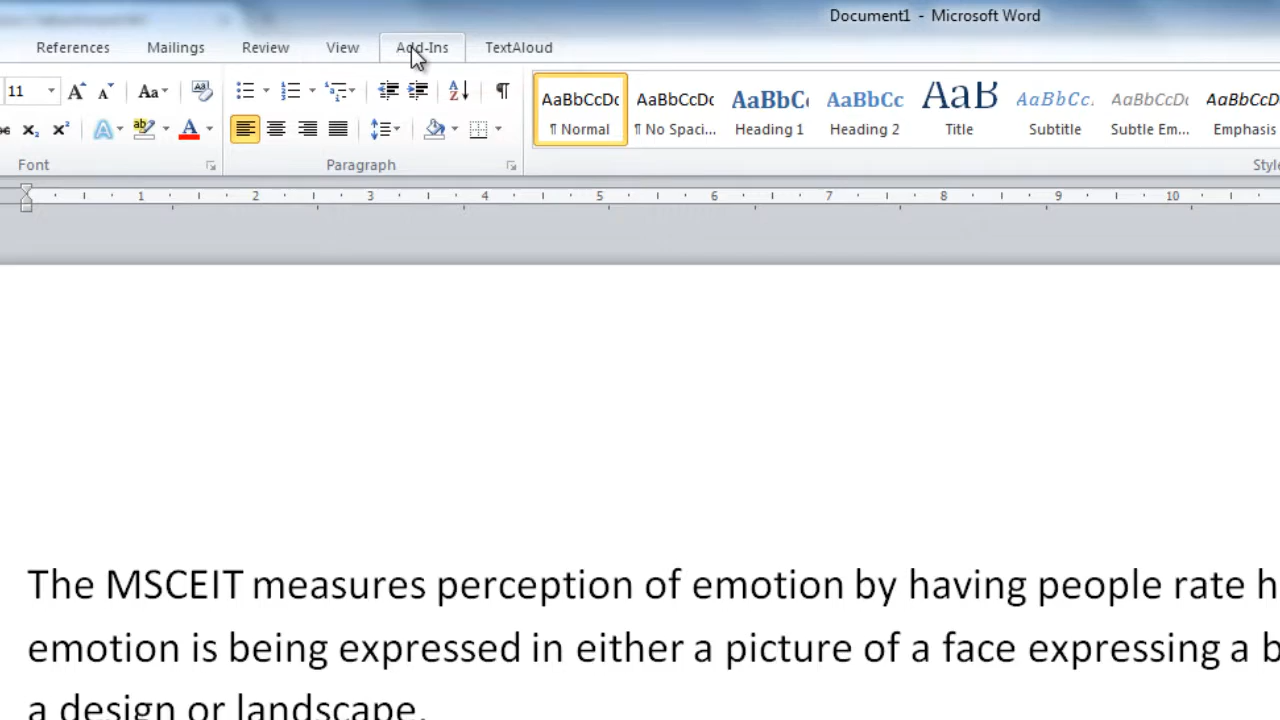 Document1 - Microsoft Word
References Mailings Review View Add-Ins TextAloud
11 Aa
AaBbCcDc AaBbCcDc AaBbC AaBbCc AaB AaBbCc. AaBbCcDc AaBbCcDc
¶ Normal ¶ No Spaci... Heading 1 Heading 2 Title Subtitle Subtle Em... Emphasis
Font Paragraph
1 2 3 4 5 6 7 8 9 10
The MSCEIT measures perception of emotion by having people rate
emotion is being expressed in either a picture of a face expressing a
a design or landscape.